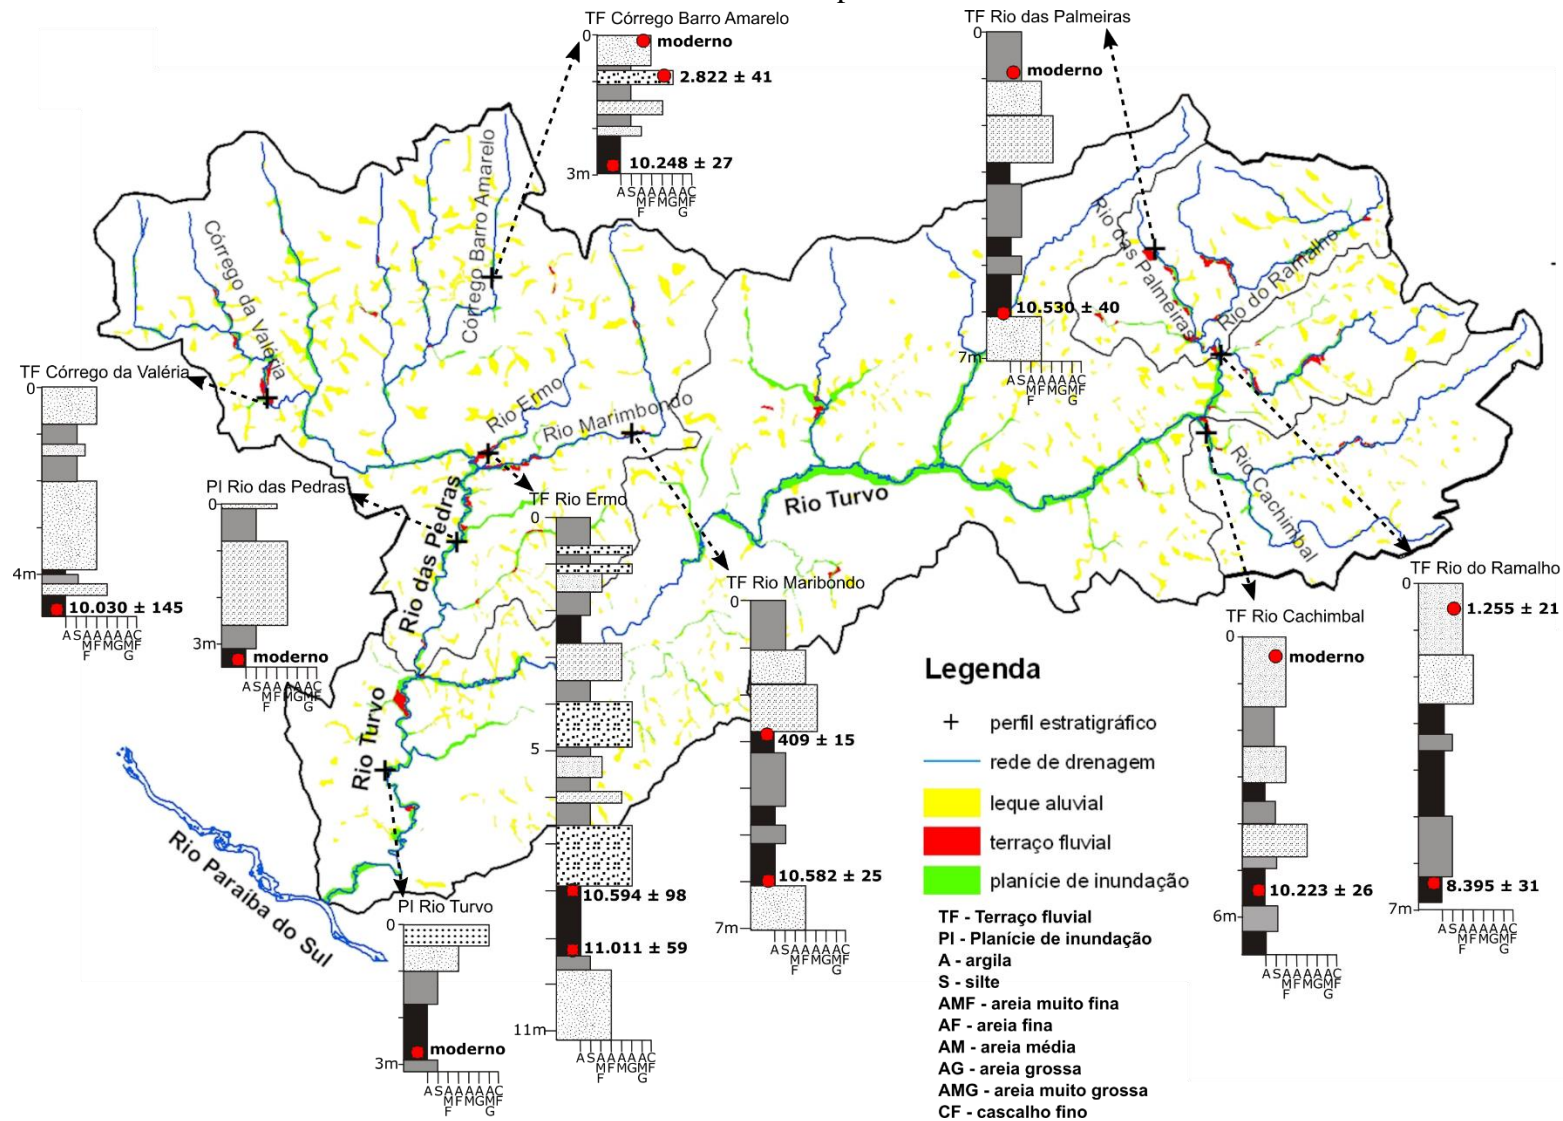 TF Córrego Barro Amarelo
0
moderno
2.822 ± 41
10.248 ± 27
3m
A S A A A A A C
M F M G M F
F G
TF Rio das Palmeiras
0
moderno
10.530 ± 40
7m
A S A A A A A C
M F M G M F
F G
Córrego da Valéria
Córrego Barro Amarelo
Rio das Palmeiras
Rio do Ramalho
Rio Ermo
Rio Marimbondo
Rio das Pedras
Rio Turvo
Rio Cachimbal
Rio Turvo
Rio Paraiba do Sul
TF Córrego da Valéria
0
4m
10.030 ± 145
A S A A A A A C
M F M G M F
F G
PI Rio das Pedras
0
3m
moderno
A S A A A A A C
M F M G M F
F G
TF Rio Ermo
0
5
10.594 ± 98
11.011 ± 59
11m
A S A A A A A C
M F M G M F
F G
TF Rio Maribondo
0
409 ± 15
10.582 ± 25
7m
A S A A A A A C
M F M G M F
F G
TF Rio Cachimbal
0
moderno
10.223 ± 26
6m
A S A A A A A C
M F M G M F
F G
TF Rio do Ramalho
0
1.255 ± 21
8.395 ± 31
7m
A S A A A A A C
M F M G M F
F G
PI Rio Turvo
0
moderno
3m
A S A A A A A C
M F M G M F
F G
Legenda
+ perfil estratigráfico
rede de drenagem
leque aluvial
terraço fluvial
planície de inundação
TF - Terraço fluvial
PI - Planície de inundação
A - argila
S - silte
AMF - areia muito fina
AF - areia fina
AM - areia média
AG - areia grossa
AMG - areia muito grossa
CF - cascalho fino